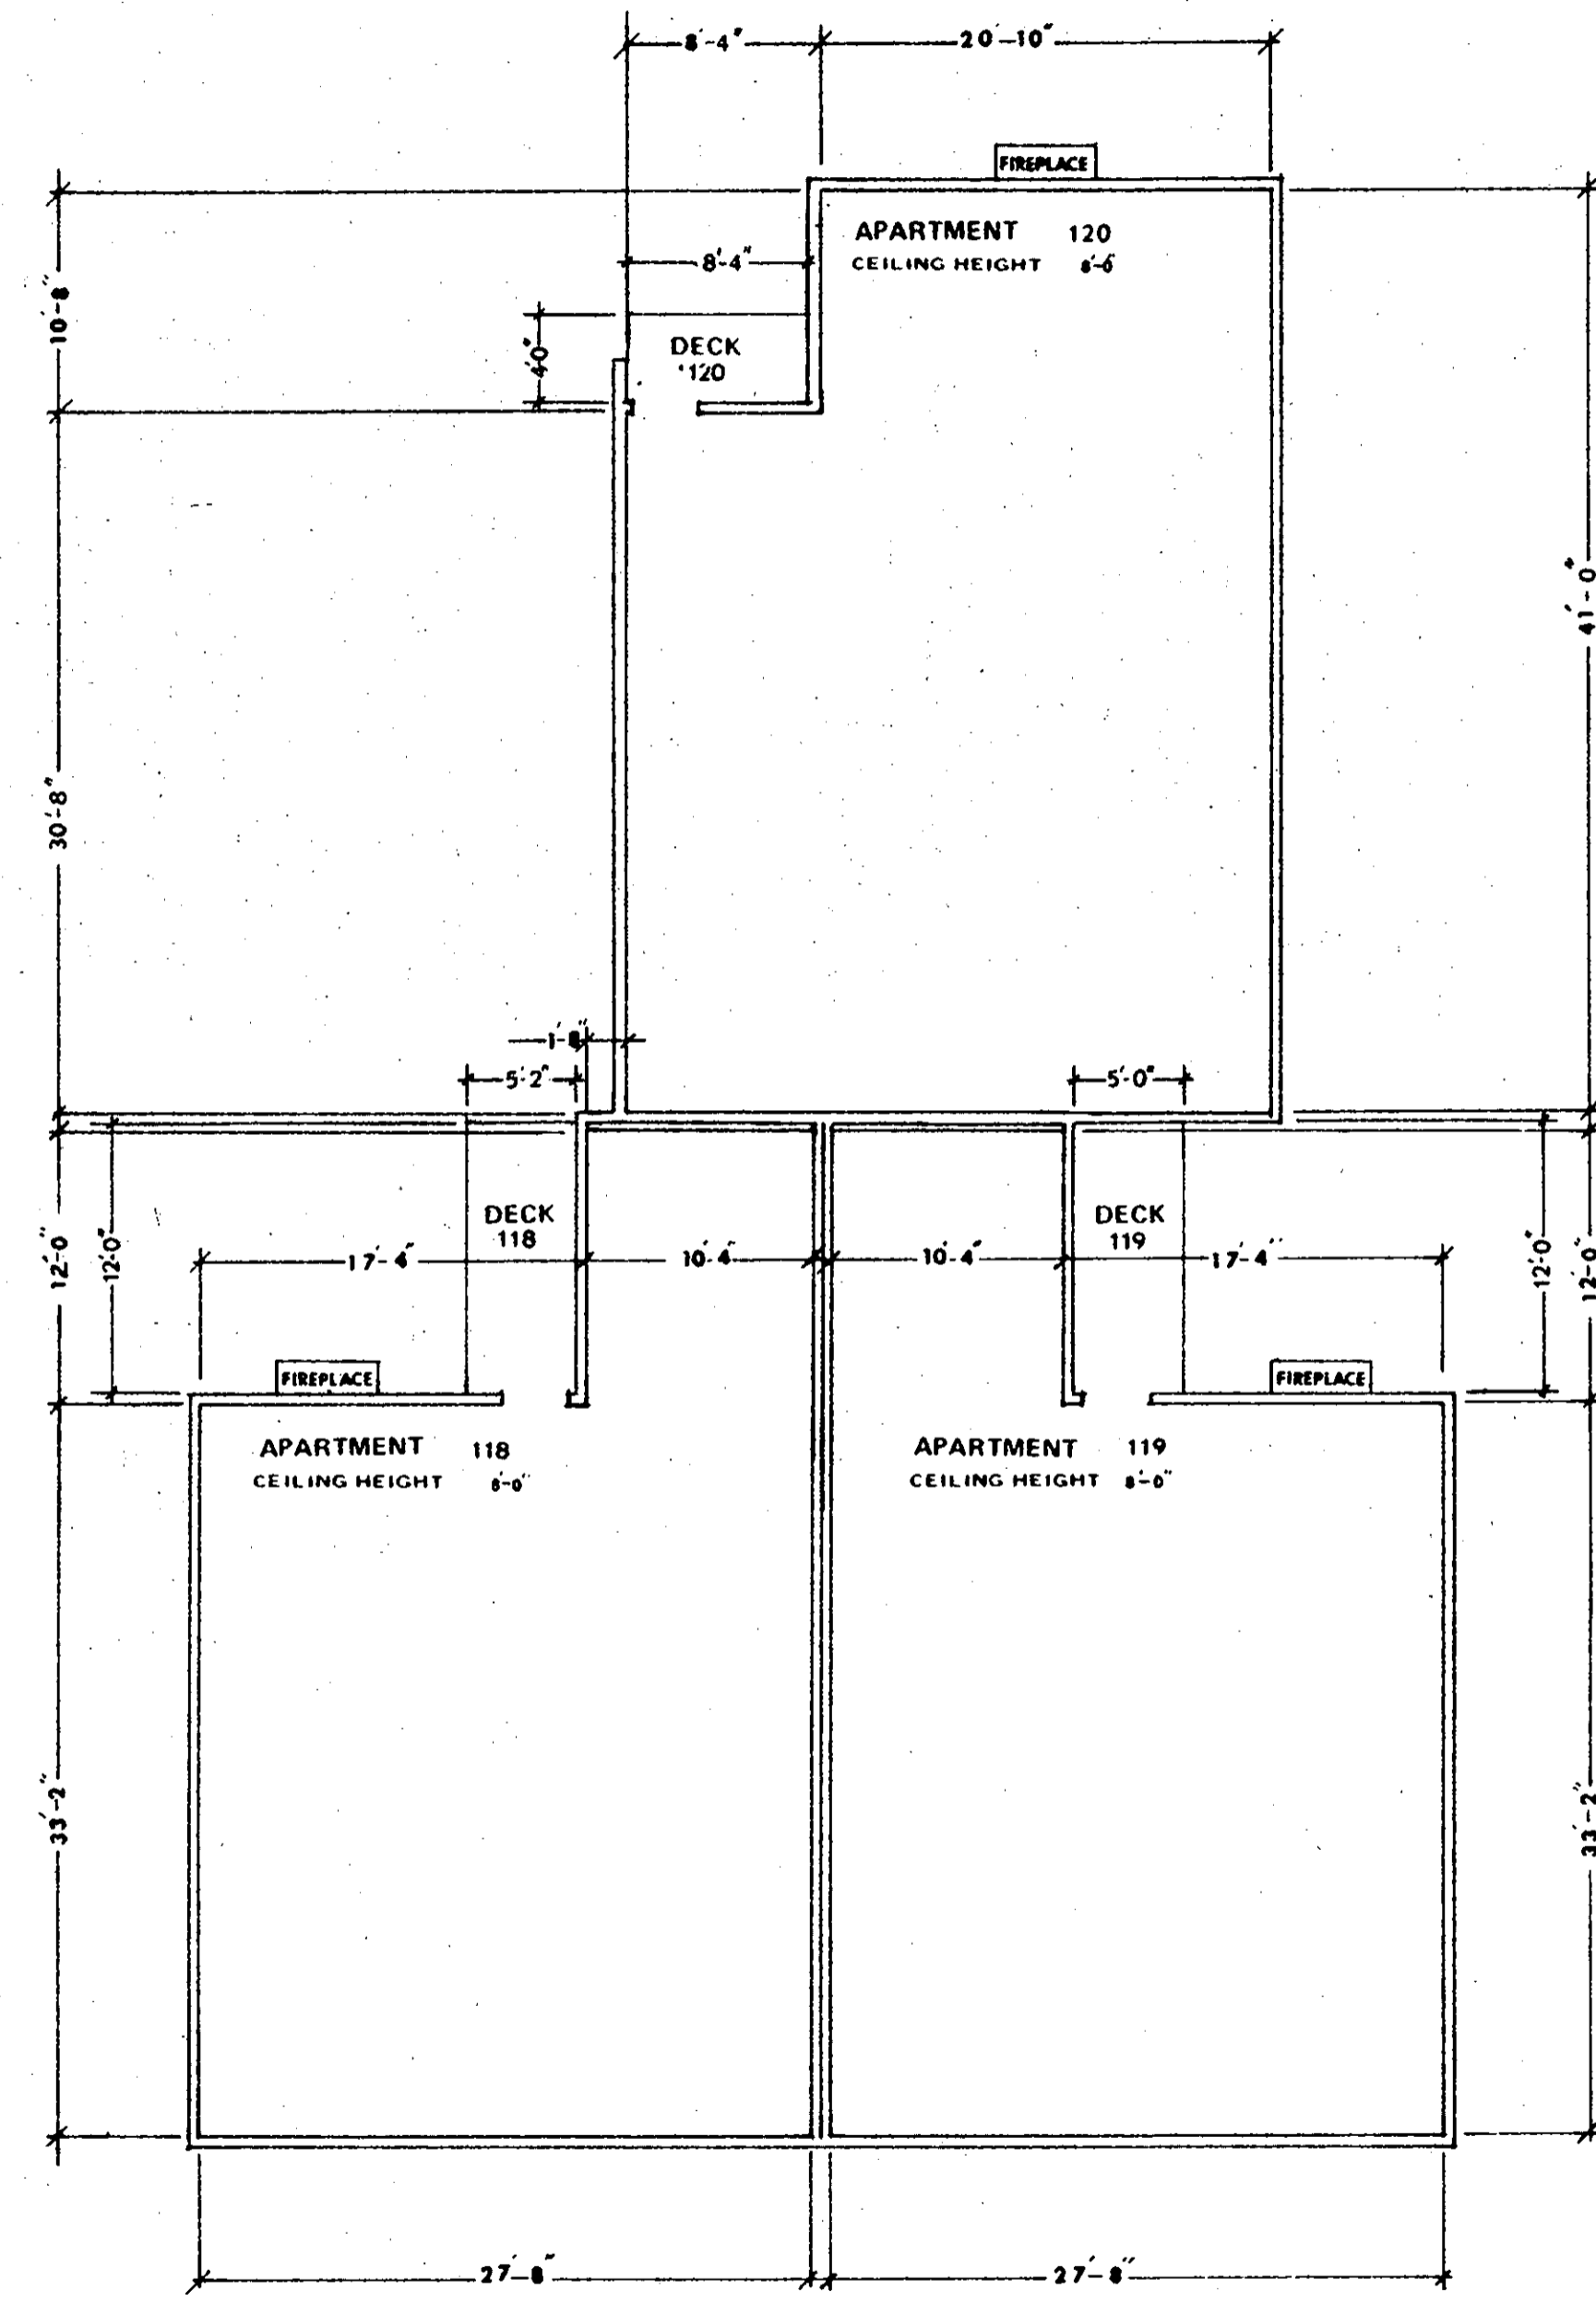 8'-4" 20'-10"
FIREPLACE
APARTMENT 120
CEILING HEIGHT 8'-6
8'-4"
10'-8"
4'0"
DECK
120
41'-0"
30'-8"
1'-8"
5'-2"
5'-0"
DECK
118
DECK
119
12'-0"
12'-0"
17'-4"
10'-4"
10'-4"
17'-4"
12'-0"
12'-0"
FIREPLACE
FIREPLACE
APARTMENT 118
CEILING HEIGHT
APARTMENT 119
CEILING HEIGHT 8'-0"
33'-2"
33'-2"
27'-8"
27'-8"